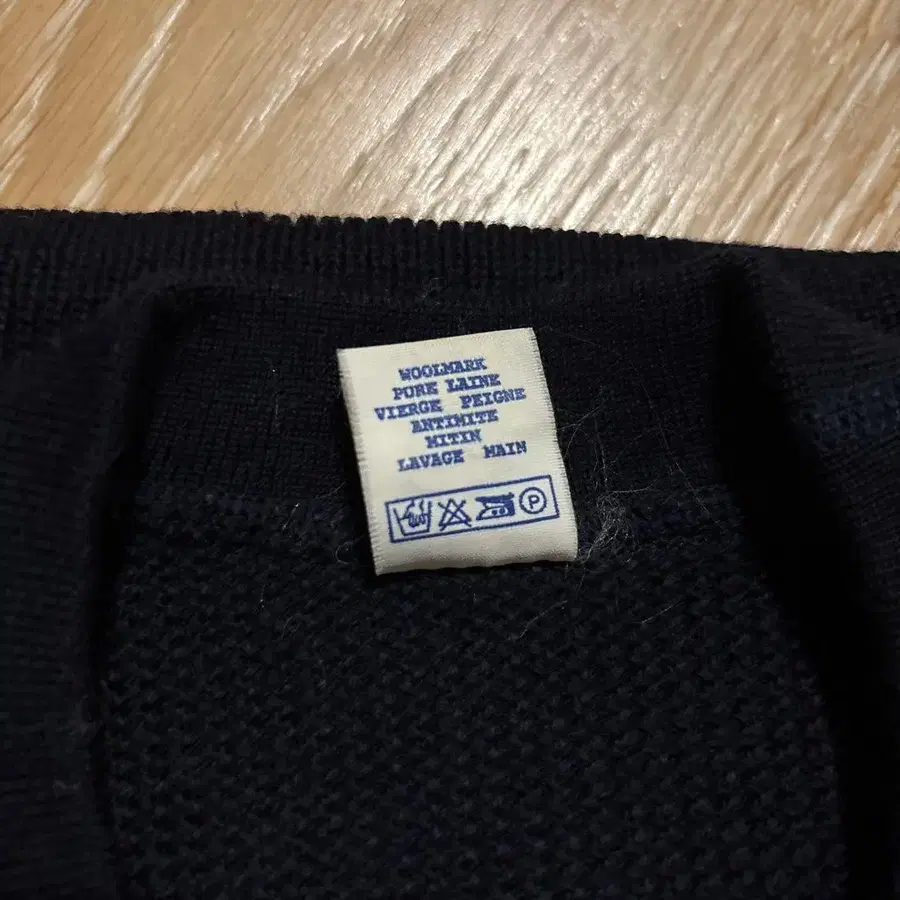 WOOLMARK
PURE LAINE
VIERGE PEIGNE
ANTIMITE
MITIN
LAVAGE MAIN
P